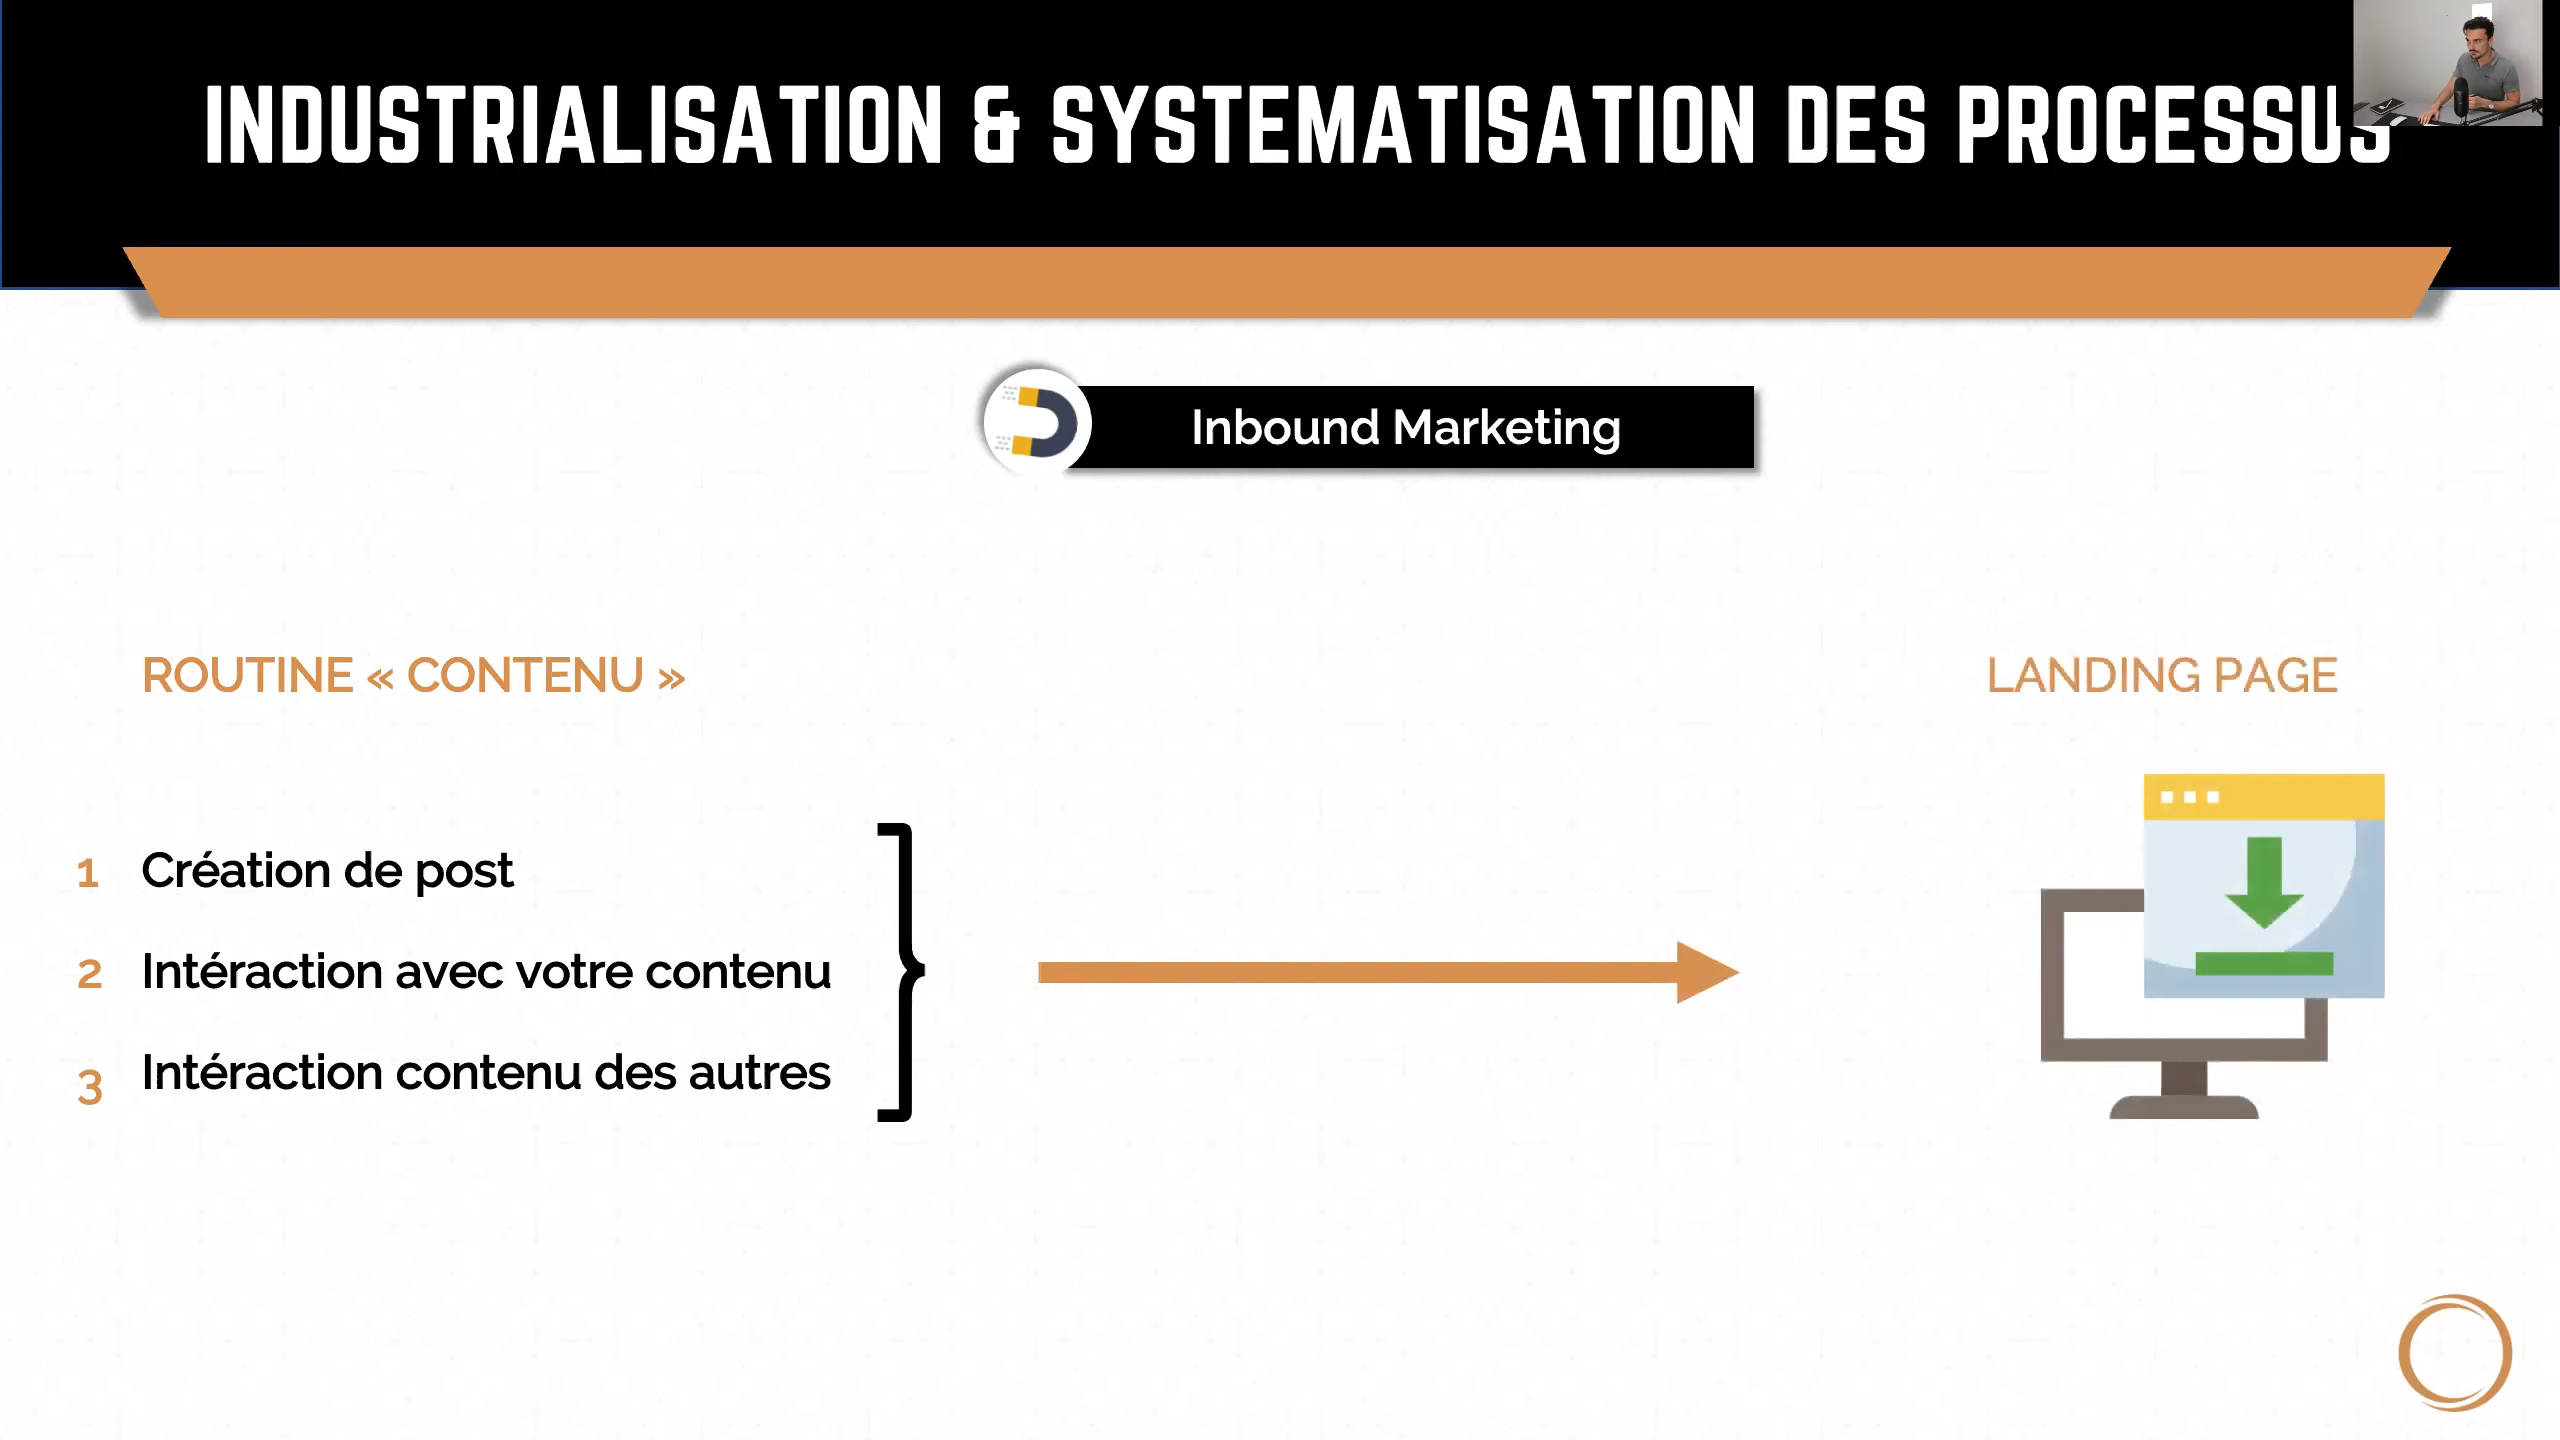 INDUSTRIALISATION & SYSTEMATISATION DES PROCESSUS
Inbound Marketing
ROUTINE « CONTENU »
LANDING PAGE
1 Création de post
2 Intéraction avec votre contenu
3 Intéraction contenu des autres